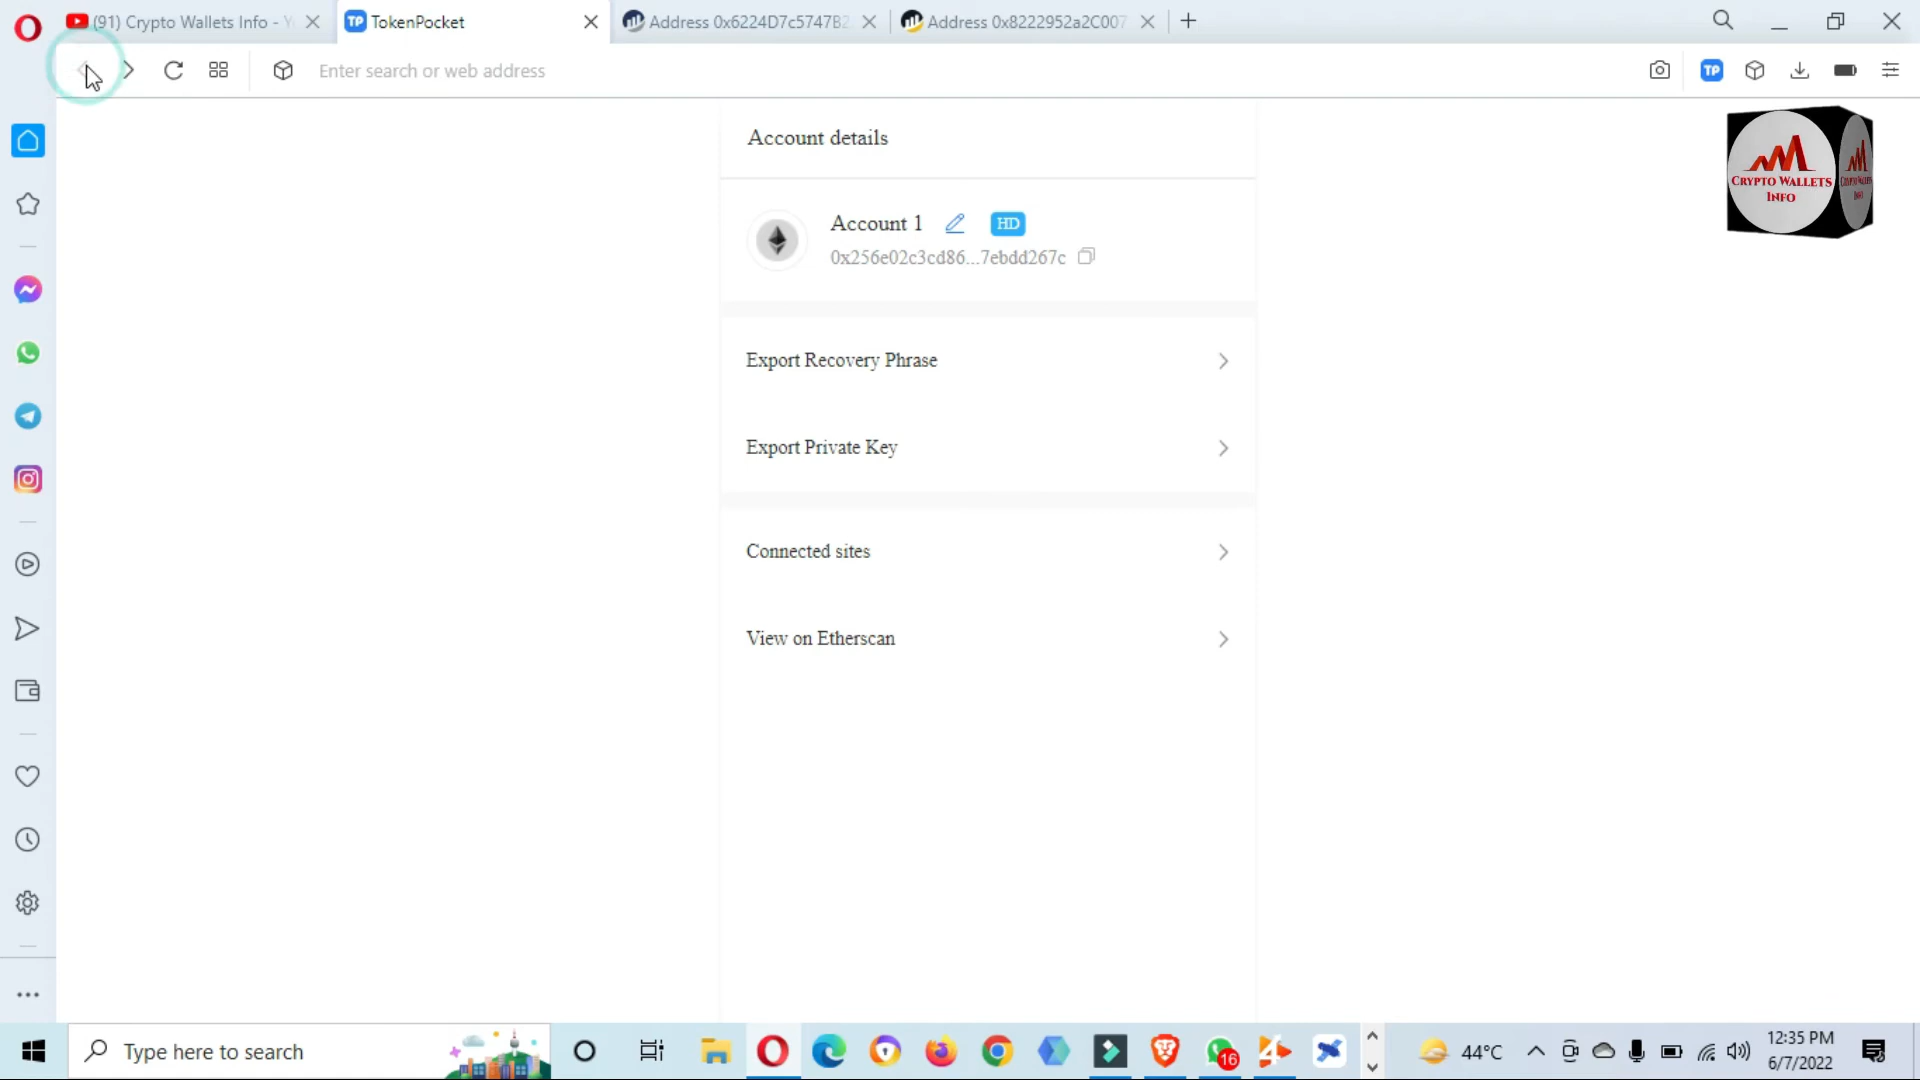 (91) Crypto Wallets Info - Y
TokenPocket
Address 0x6224D7c5747B2
Address 0x8222952a2C007
Enter search or web address
TP
Account details
CRYPTO WALLETS
INFO
Account 1
HD
0x256e02c3cd86...7ebdd267c
Export Recovery Phrase
Export Private Key
Connected sites
View on Etherscan
Type here to search
16
44°C
12:35 PM
6/7/2022